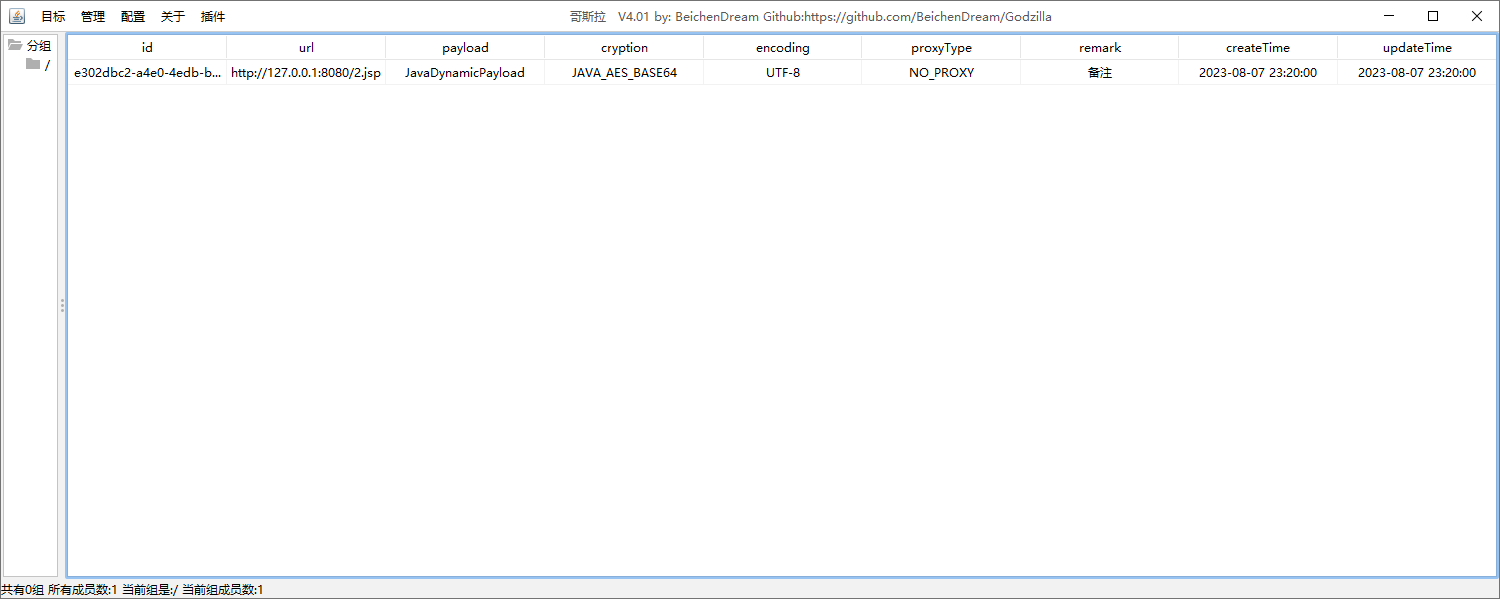 目标 管理 配置 关于 插件 哥斯拉 V4.01 by: BeichenDream Github:https://github.com/BeichenDream/Godzilla
分组
/
id url payload cryption encoding proxyType remark createTime updateTime
e302dbc2-a4e0-4edb-b... http://127.0.0.1:8080/2.jsp JavaDynamicPayload JAVA_AES_BASE64 UTF-8 NO_PROXY 备注 2023-08-07 23:20:00 2023-08-07 23:20:00
共有0组 所有成员数:1 当前组是:/ 当前组成员数:1